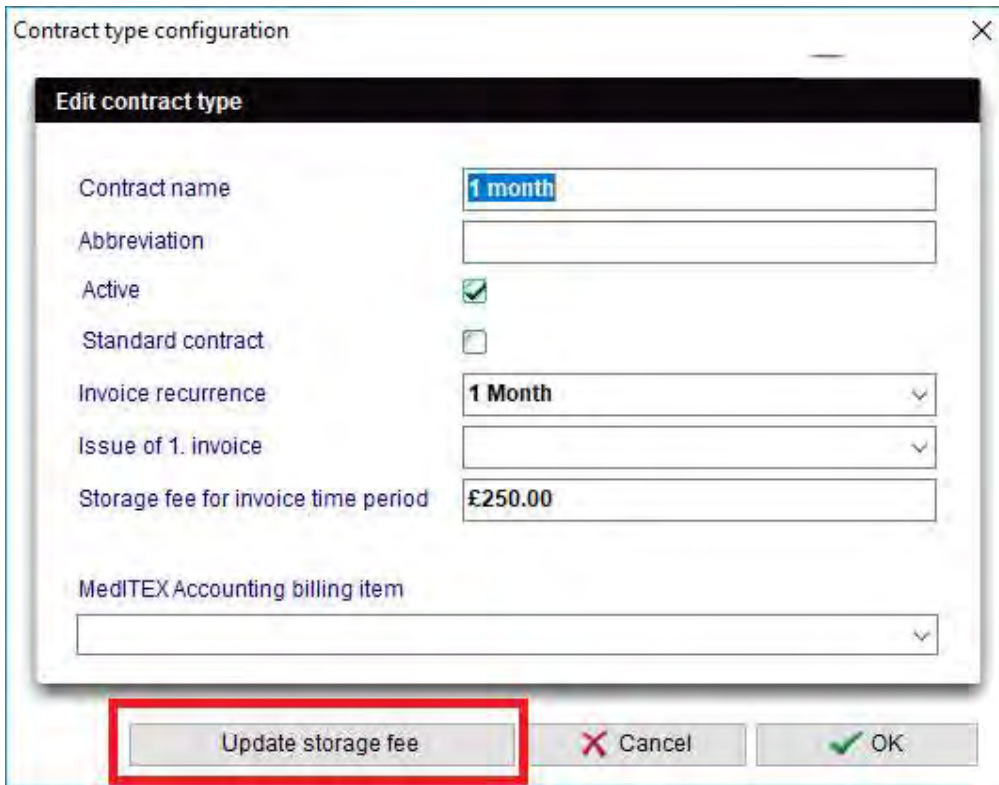 Contract type configuration
Edit contract type
Contract name 1 month
Abbreviation
Active
Standard contract
Invoice recurrence 1 Month
Issue of 1. invoice
Storage fee for invoice time period £250.00
MedITEX Accounting billing item
Update storage fee Cancel OK